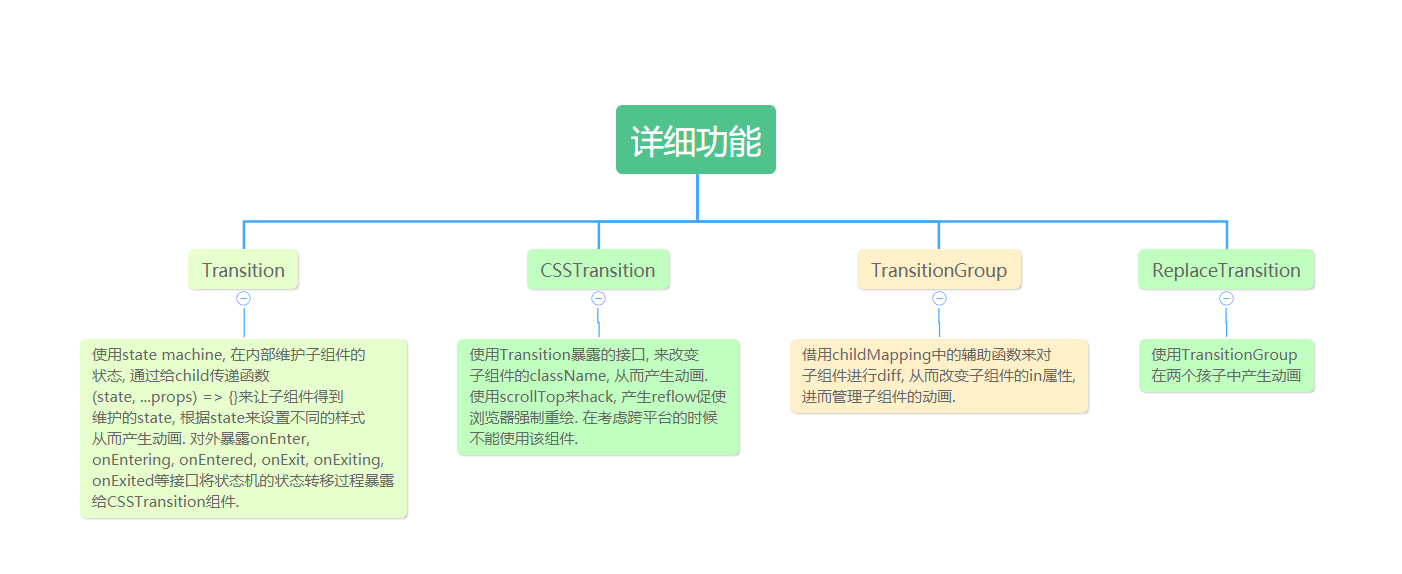 详细功能
Transition
使用state machine, 在内部维护子组件的
状态, 通过给child传递函数
(state, ...props) => {}来让子组件得到
维护的state, 根据state来设置不同的样式
从而产生动画. 对外暴露onEnter,
onEntering, onEntered, onExit, onExiting,
onExited等接口将状态机的状态转移过程暴露
给CSSTransition组件.
CSSTransition
使用Transition暴露的接口, 来改变
子组件的className, 从而产生动画.
使用scrollTop来hack, 产生reflow促使
浏览器强制重绘. 在考虑跨平台的时候
不能使用该组件.
TransitionGroup
借用childMapping中的辅助函数来对
子组件进行diff, 从而改变子组件的in属性,
进而管理子组件的动画.
ReplaceTransition
使用TransitionGroup
在两个孩子中产生动画